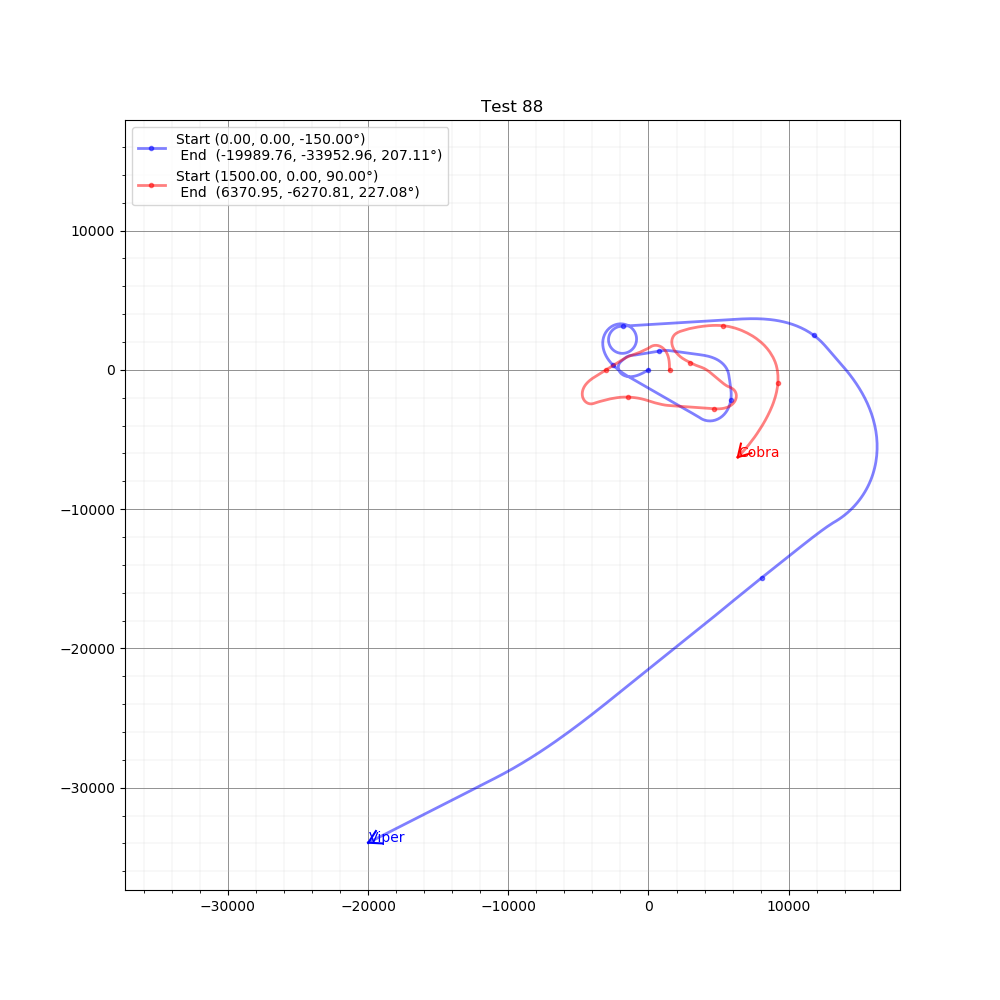 Test 88
Start (0.00, 0.00, -150.00°)
End (-19989.76, -33952.96, 207.11°)
Start (1500.00, 0.00, 90.00°)
End (6370.95, -6270.81, 227.08°)
10000
0
−10000
−20000
−30000
Cobra
Viper
−30000
−20000
−10000
0
10000